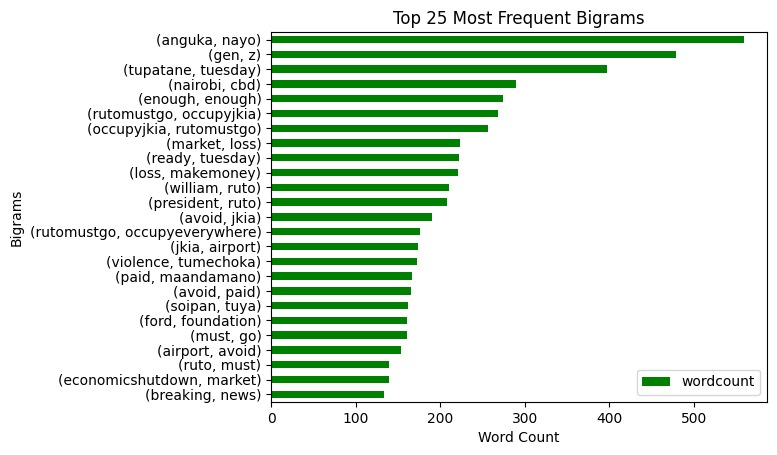 Top 25 Most Frequent Bigrams
(anguka, nayo)
(gen, z)
(tupatane, tuesday)
(nairobi, cbd)
(enough, enough)
(rutomustgo, occupyjkia)
(occupyjkia, rutomustgo)
(market, loss)
(ready, tuesday)
(loss, makemoney)
(william, ruto)
(president, ruto)
(avoid, jkia)
(rutomustgo, occupyeverywhere)
(jkia, airport)
(violence, tumechoka)
(paid, maandamano)
(avoid, paid)
(soipan, tuya)
(ford, foundation)
(must, go)
(airport, avoid)
(ruto, must)
(economicshutdown, market)
(breaking, news)
Bigrams
wordcount
0 100 200 300 400 500
Word Count